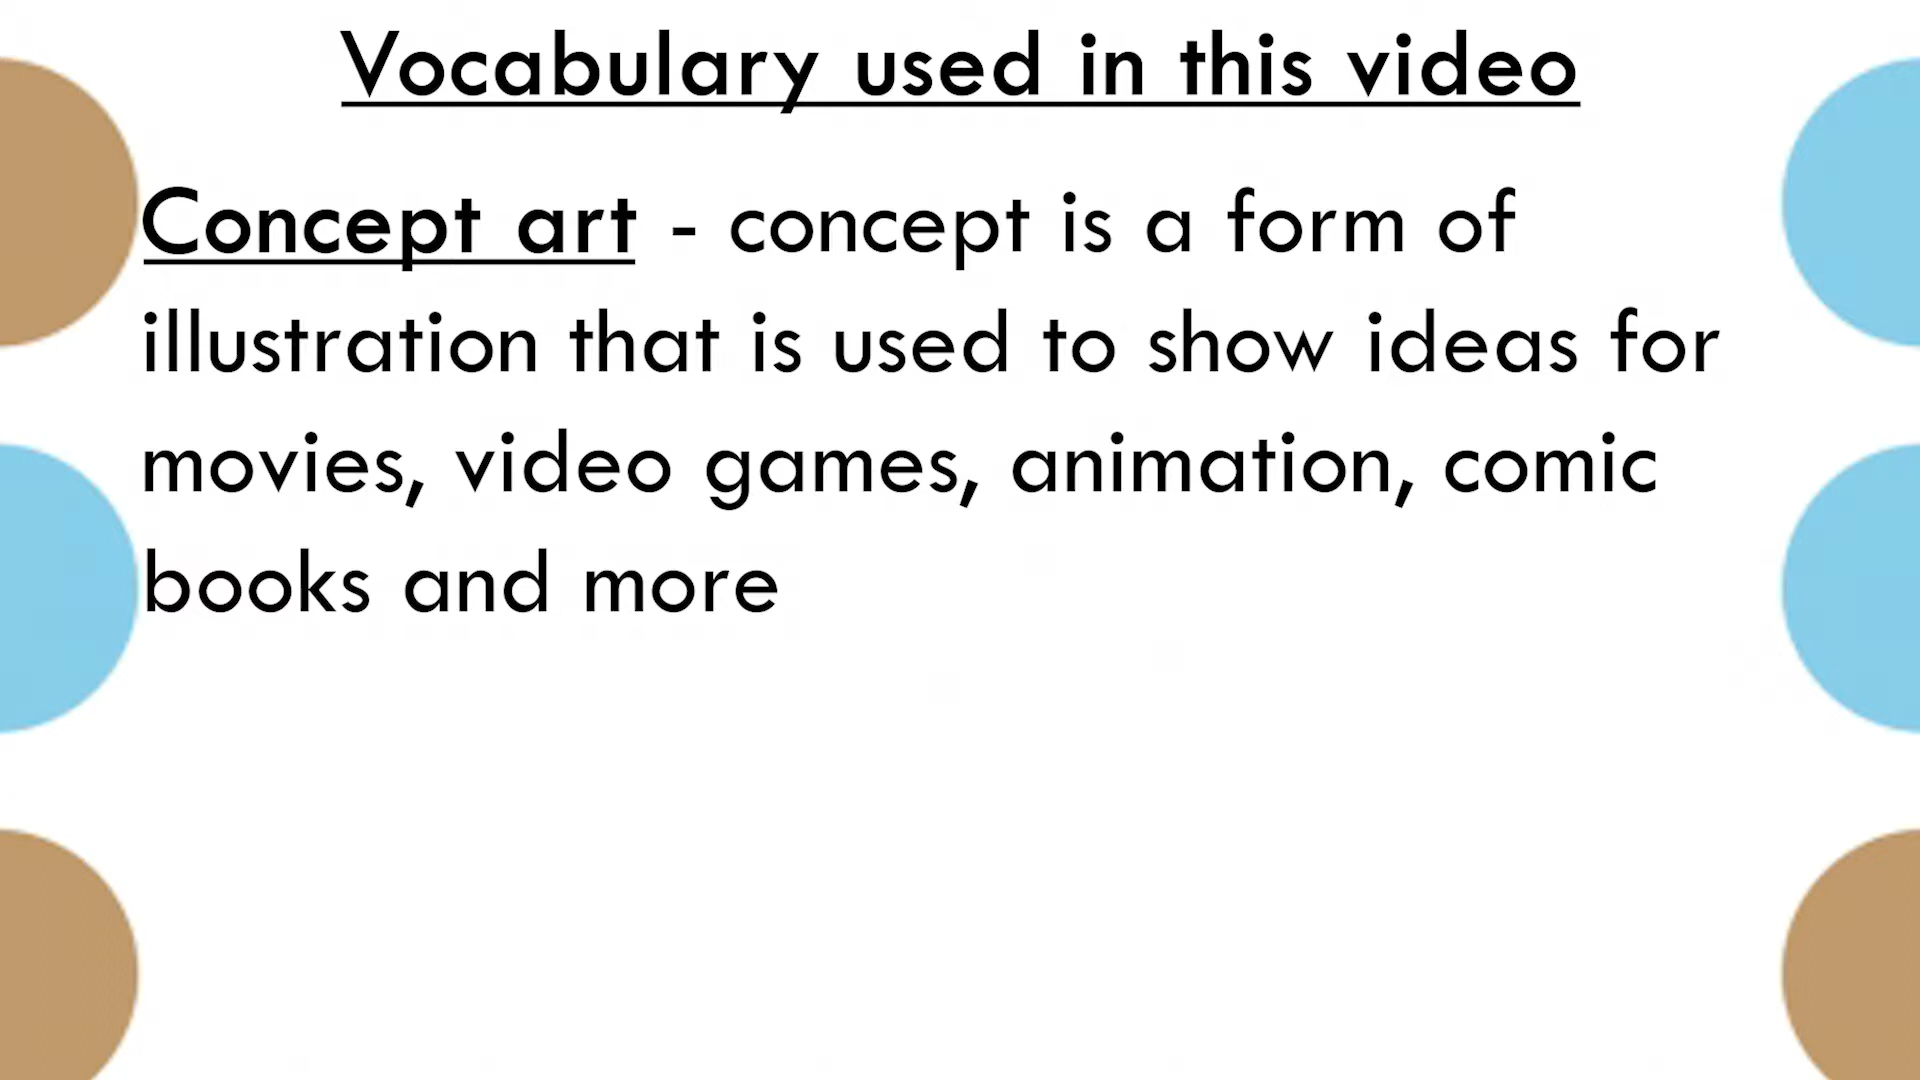 Vocabulary used in this video
Concept art - concept is a form of
illustration that is used to show ideas for
movies, video games, animation, comic
books and more